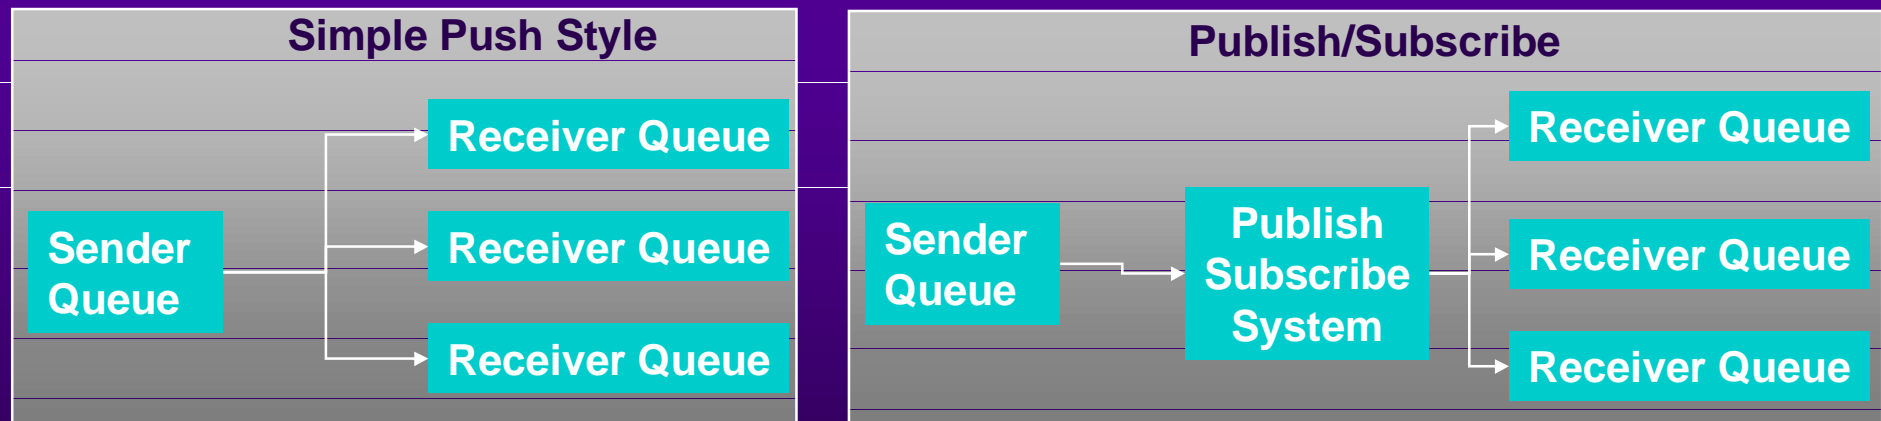 Simple Push Style
Receiver Queue
Sender
Queue
Receiver Queue
Receiver Queue
Publish/Subscribe
Sender
Queue
Publish
Subscribe
System
Receiver Queue
Receiver Queue
Receiver Queue